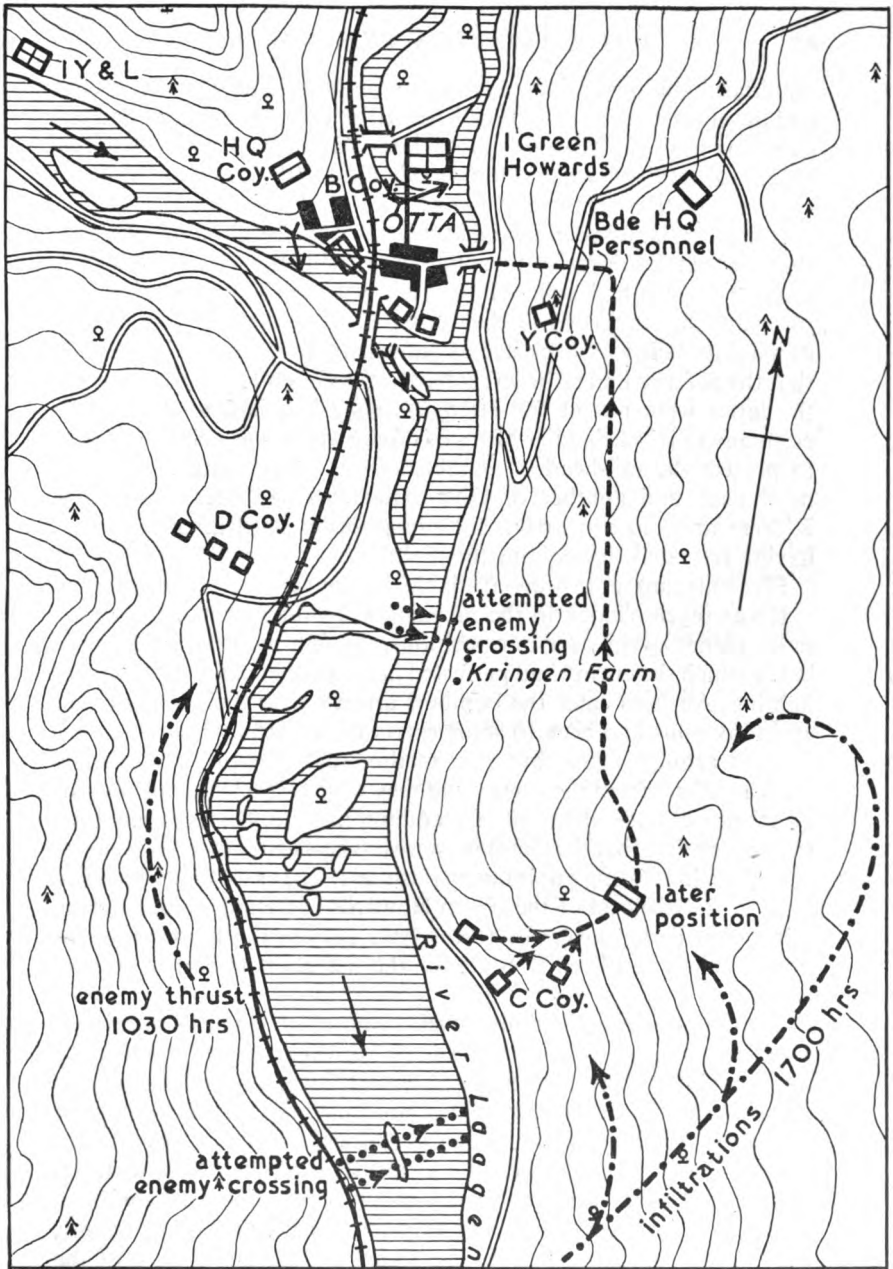 1 Y & L
HQ
Coy.
B Coy.
OTTA
1 Green
Howards
Bde HQ
Personnel
Y Coy.
N
D Coy.
attempted
enemy
crossing
Kringen Farm
later
position
C Coy.
enemy thrust
1030 hrs
River Laagen
infiltrations 1700 hrs
attempted
enemy crossing